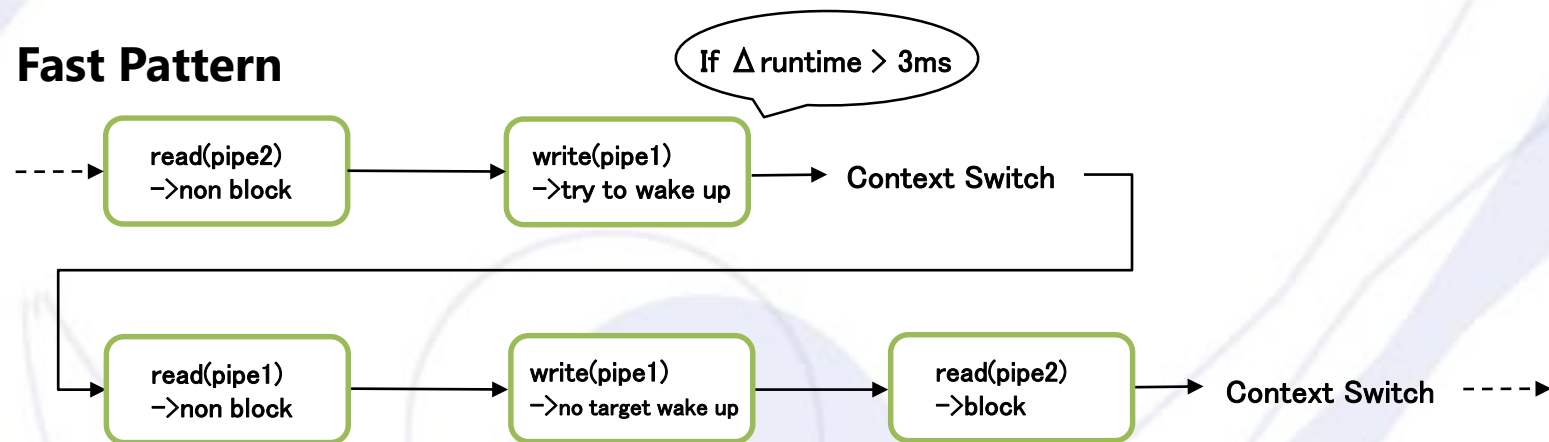 Fast Pattern
If Δruntime > 3ms
read(pipe2)
->non block
write(pipe1)
->try to wake up
Context Switch
read(pipe1)
->non block
write(pipe1)
->no target wake up
read(pipe2)
->block
Context Switch